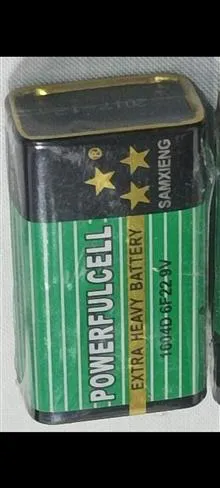 POWERFULCELL
®
EXTRA HEAVY BATTERY
SAMXIENG
1604D·6F22·9V